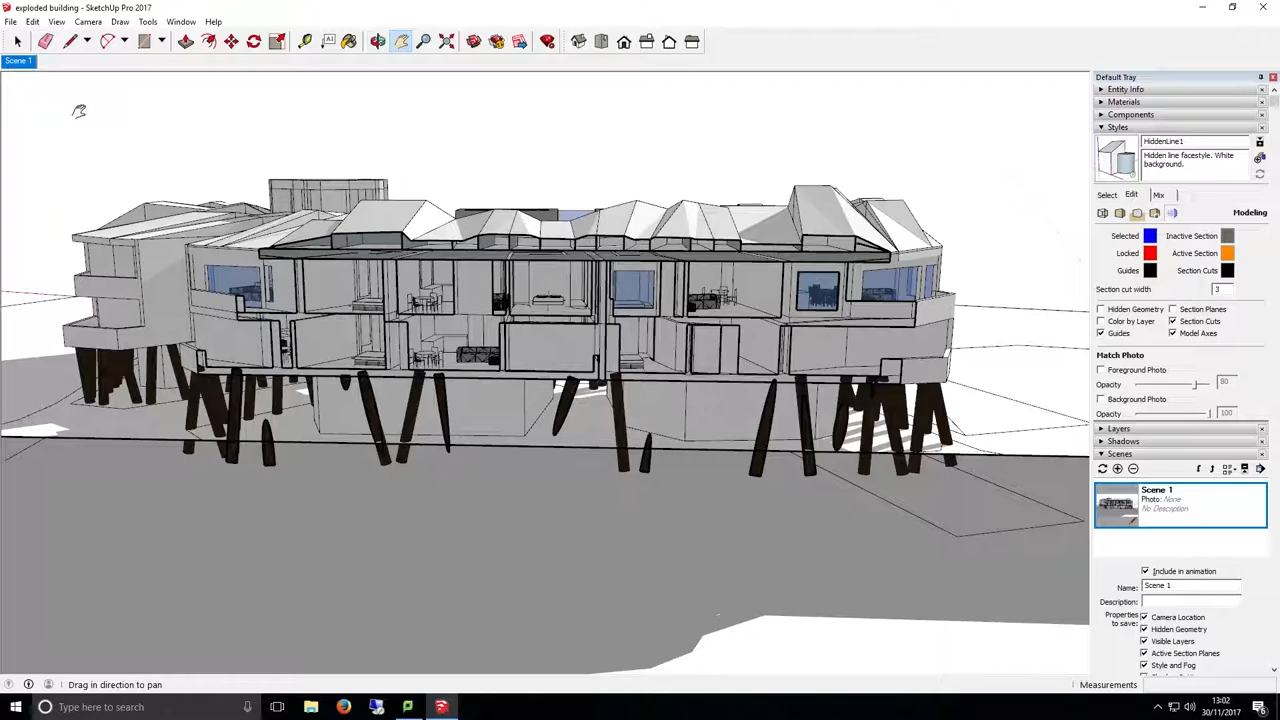 exploded building - SketchUp Pro 2017
File Edit View Camera Draw Tools Window Help
Scene 1
Default Tray
Entity Info
Materials
Components
Styles
HiddenLine1
Hidden line facestyle. White
background.
Select Edit Mix
Modeling
Selected Inactive Section
Locked Active Section
Guides Section Cuts
Section cut width 3
Hidden Geometry Section Planes
Color by Layer Section Cuts
Guides Model Axes
Match Photo
Foreground Photo
Opacity 80
Background Photo
Opacity 100
Layers
Shadows
Scenes
Scene 1
Photo: None
No Description
Include in animation
Name: Scene 1
Description:
Properties
to save:
Camera Location
Hidden Geometry
Visible Layers
Active Section Planes
Style and Fog
Drag in direction to pan
Measurements
Type here to search
13:02
30/11/2017